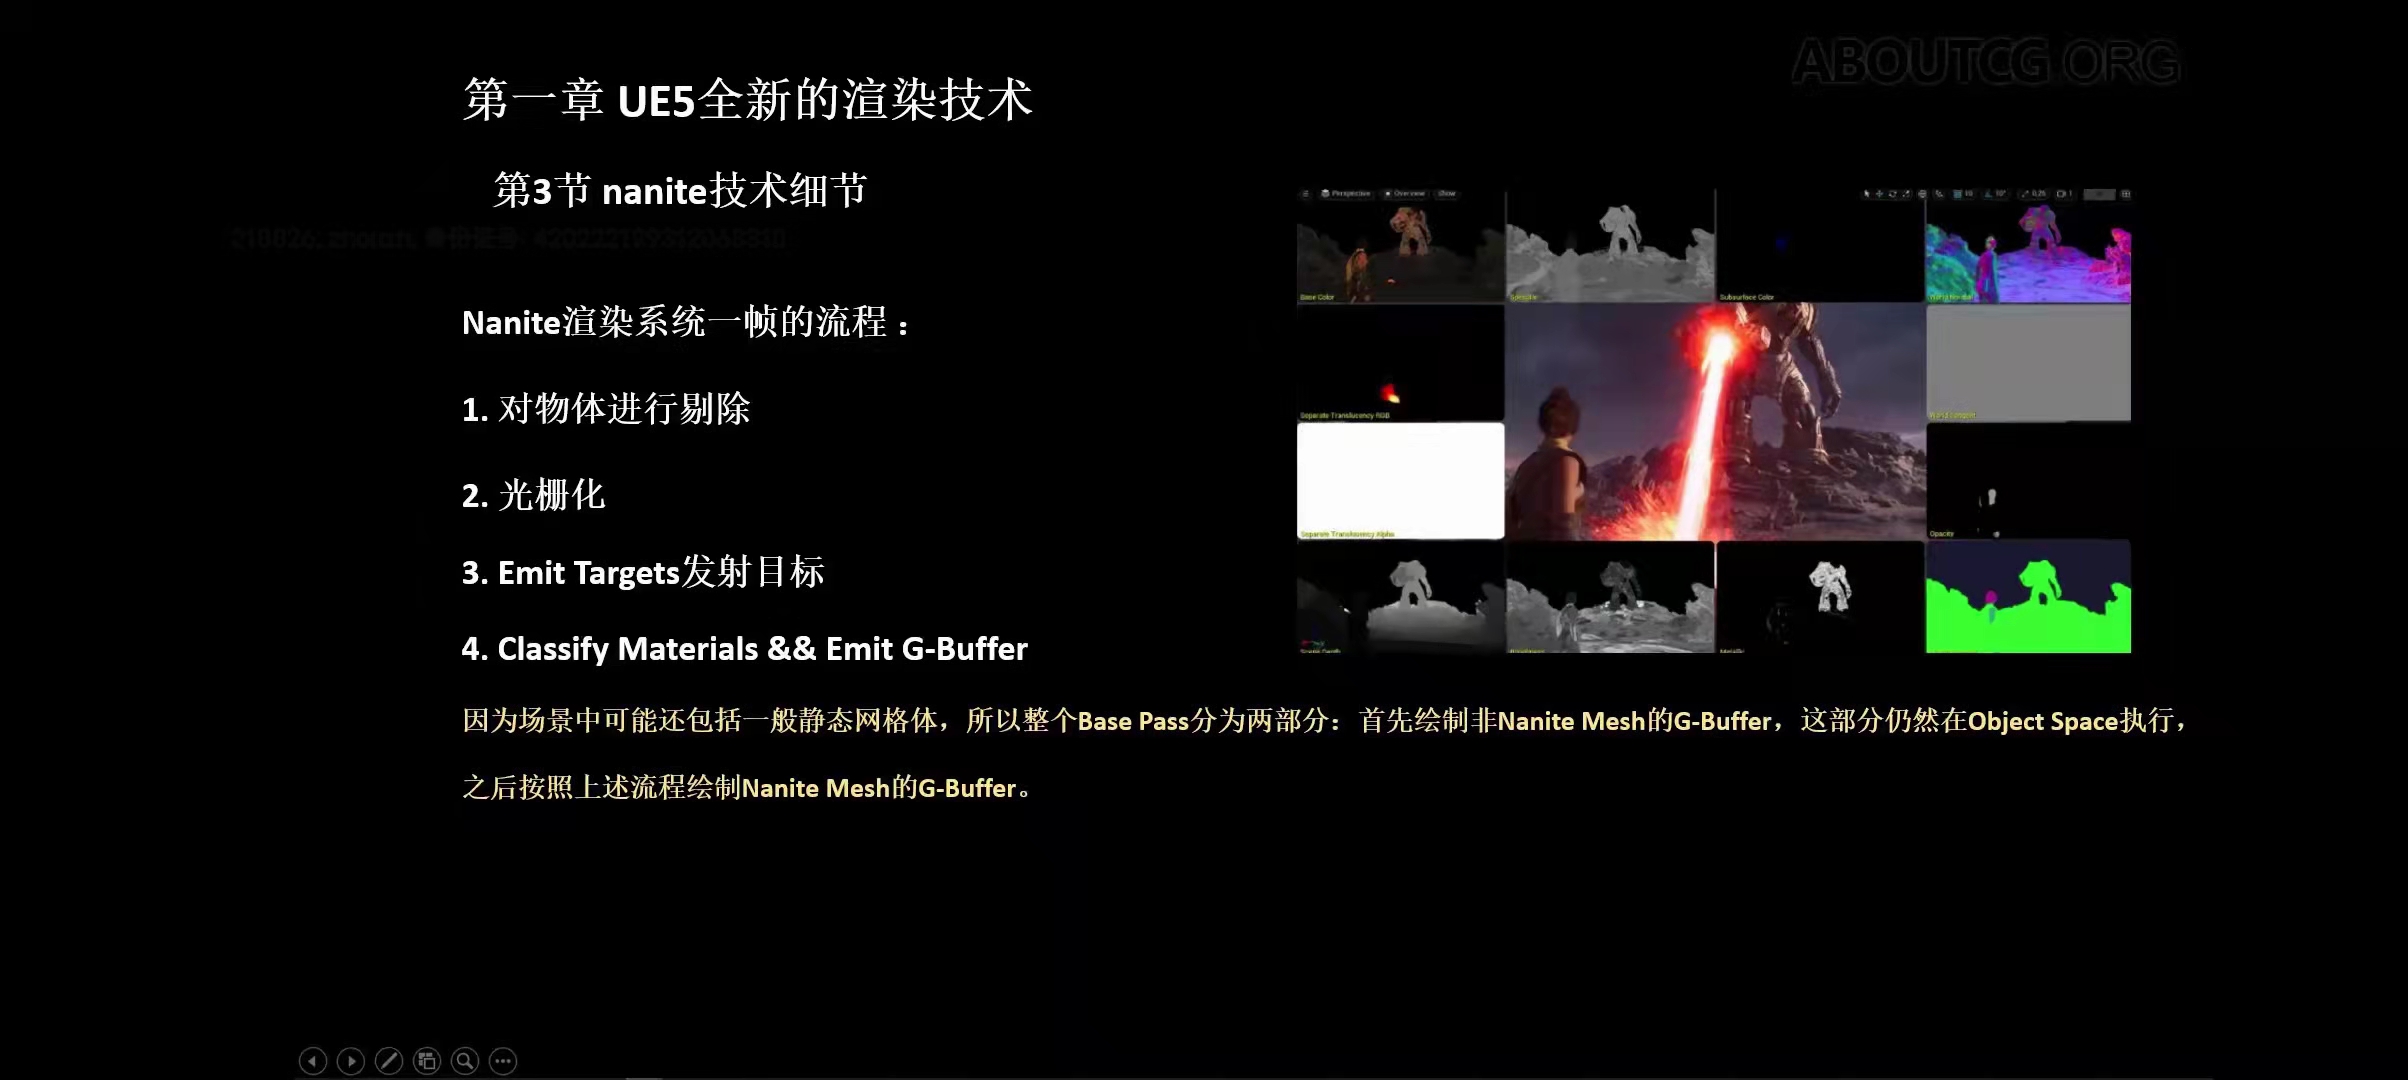 ABOUTCG.ORG
第一章 UE5全新的渲染技术
第3节 nanite技术细节
Nanite渲染系统一帧的流程：
1. 对物体进行剔除
2. 光栅化
3. Emit Targets发射目标
4. Classify Materials && Emit G-Buffer
因为场景中可能还包括一般静态网格体，所以整个Base Pass分为两部分：首先绘制非Nanite Mesh的G-Buffer，这部分仍然在Object Space执行，
之后按照上述流程绘制Nanite Mesh的G-Buffer。
Perspective Overview Show
Base Color
Specular
Subsurface Color
World Normal
Separate Translucency RGB
World Tangent
Separate Translucency Alpha
Opacity
Scene Depth
Roughness
Metallic